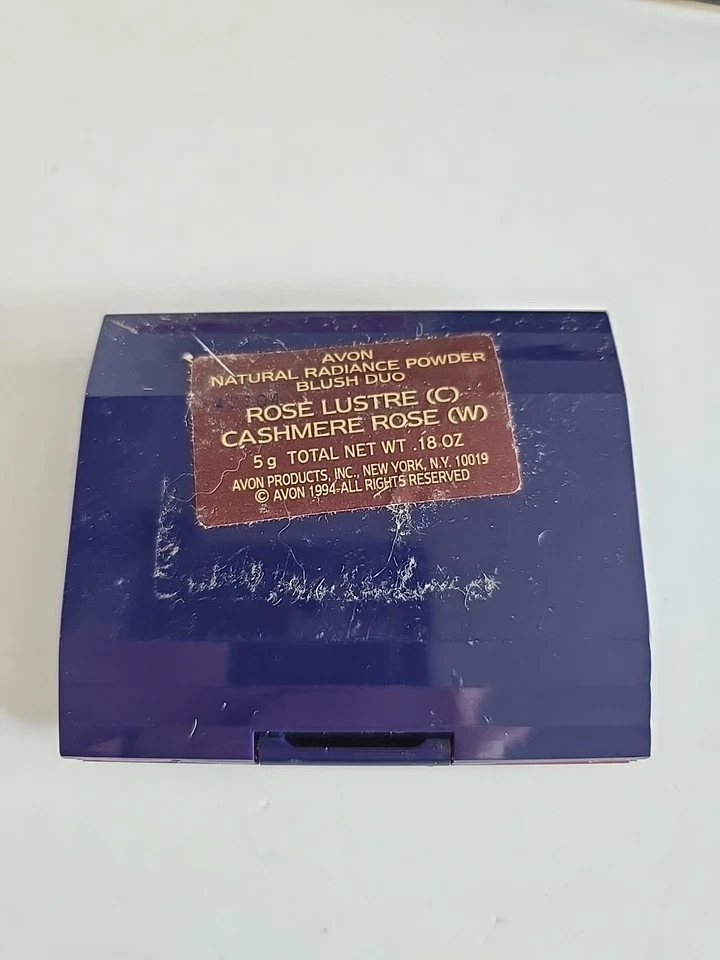 AVON
NATURAL RADIANCE POWDER
BLUSH DUO
ROSE LUSTRE (C)
CASHMERE ROSE (W)
5g TOTAL NET WT .18 OZ
AVON PRODUCTS, INC., NEW YORK, N.Y. 10019
© AVON 1994-ALL RIGHTS RESERVED